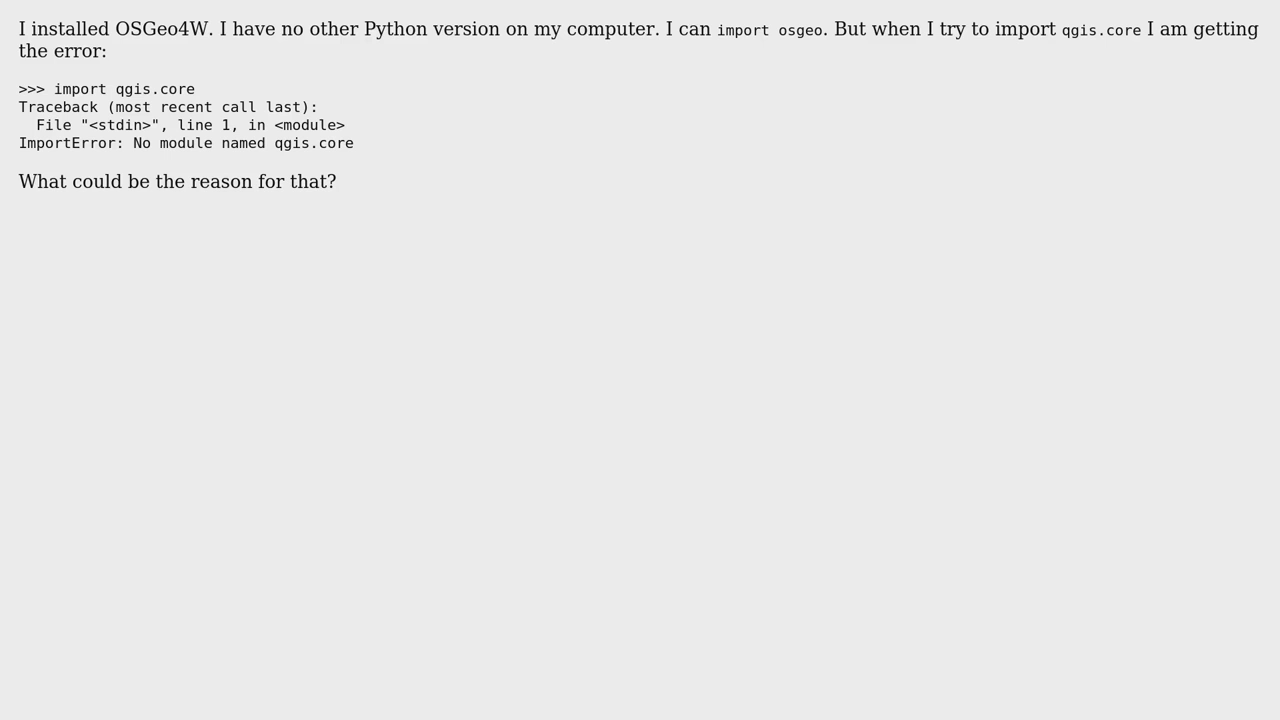 I installed OSGeo4W. I have no other Python version on my computer. I can import osgeo. But when I try to import qgis.core I am getting
the error:
>>> import qgis.core
Traceback (most recent call last):
  File "<stdin>", line 1, in <module>
ImportError: No module named qgis.core
What could be the reason for that?